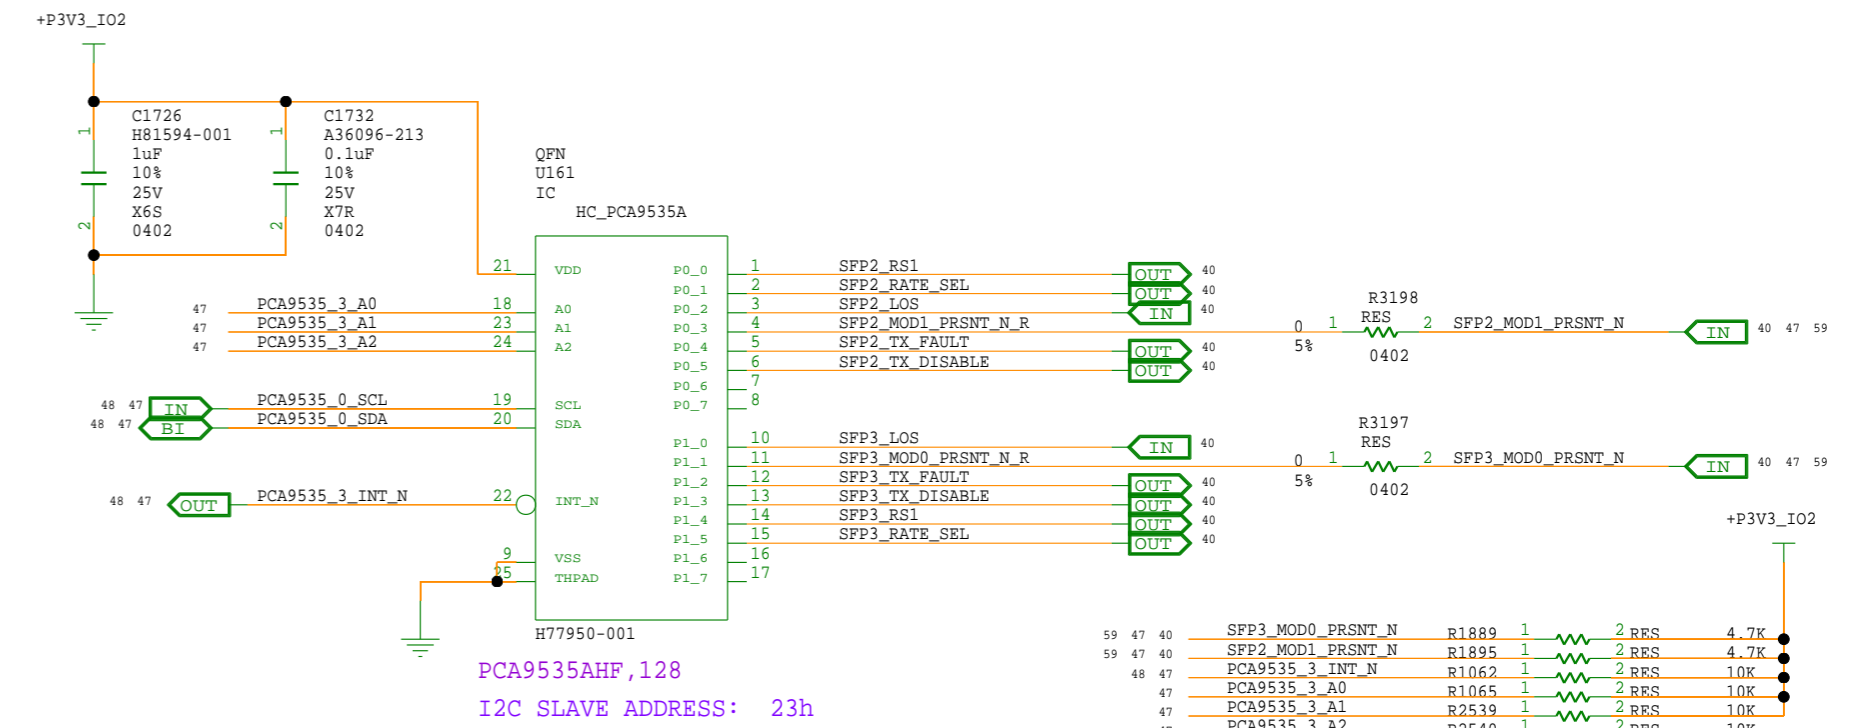 +P3V3_IO2
1 C1726
H81594-001
1uF
10%
25V
X6S
2 0402
1 C1732
A36096-213
0.1uF
10%
25V
X7R
2 0402
QFN
U161
IC
HC_PCA9535A
21 VDD P0_0 1 SFP2_RS1 OUT 40
P0_1 2 SFP2_RATE_SEL OUT 40
47 PCA9535_3_A0 18 A0 P0_2 3 SFP2_LOS IN 40
47 PCA9535_3_A1 23 A1 P0_3 4 SFP2_MOD1_PRSNT_N_R
R3198
RES
0 1 2 SFP2_MOD1_PRSNT_N IN 40 47 59
5%
0402
47 PCA9535_3_A2 24 A2 P0_4 5 SFP2_TX_FAULT OUT 40
P0_5 6 SFP2_TX_DISABLE OUT 40
P0_6 7
48 47 IN PCA9535_0_SCL 19 SCL P0_7 8
48 47 BI PCA9535_0_SDA 20 SDA
P1_0 10 SFP3_LOS IN 40
P1_1 11 SFP3_MOD0_PRSNT_N_R
R3197
RES
0 1 2 SFP3_MOD0_PRSNT_N IN 40 47 59
5%
0402
P1_2 12 SFP3_TX_FAULT OUT 40
48 47 OUT PCA9535_3_INT_N 22 INT_N P1_3 13 SFP3_TX_DISABLE OUT 40
P1_4 14 SFP3_RS1 OUT 40
P1_5 15 SFP3_RATE_SEL OUT 40
9 VSS P1_6 16
25 THPAD P1_7 17
H77950-001
PCA9535AHF,128
I2C SLAVE ADDRESS: 23h
+P3V3_IO2
59 47 40 SFP3_MOD0_PRSNT_N R1889 1 2 RES 4.7K
59 47 40 SFP2_MOD1_PRSNT_N R1895 1 2 RES 4.7K
48 47 PCA9535_3_INT_N R1062 1 2 RES 10K
47 PCA9535_3_A0 R1065 1 2 RES 10K
47 PCA9535_3_A1 R2539 1 2 RES 10K
PCA9535_3_A2